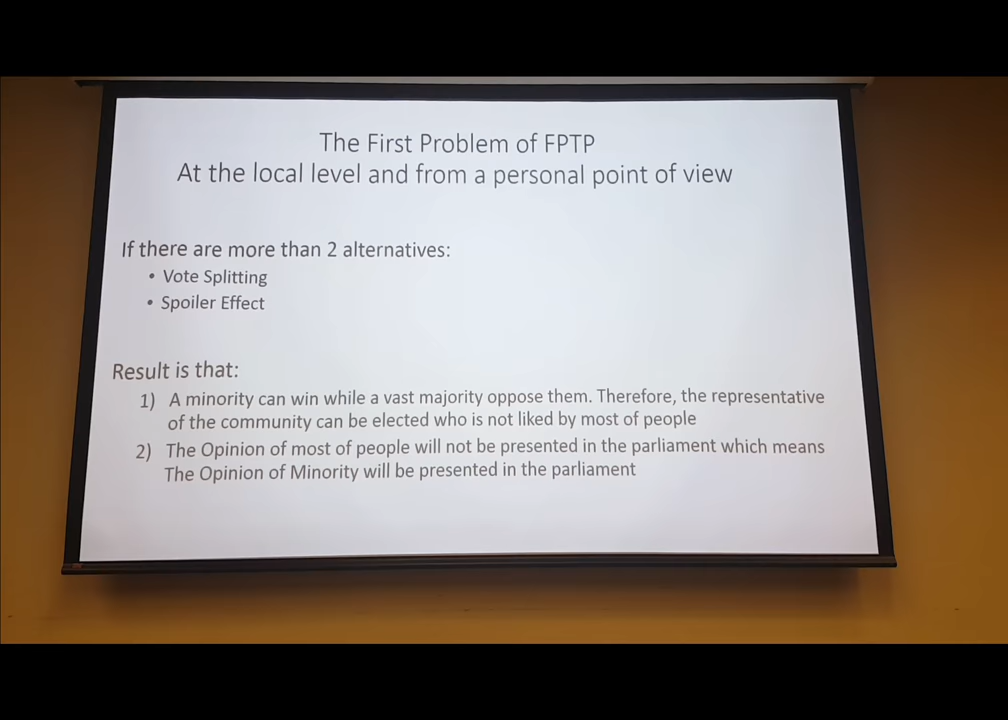 The First Problem of FPTP
At the local level and from a personal point of view
If there are more than 2 alternatives:
• Vote Splitting
• Spoiler Effect
Result is that:
1) A minority can win while a vast majority oppose them. Therefore, the representative
of the community can be elected who is not liked by most of people
2) The Opinion of most of people will not be presented in the parliament which means
The Opinion of Minority will be presented in the parliament